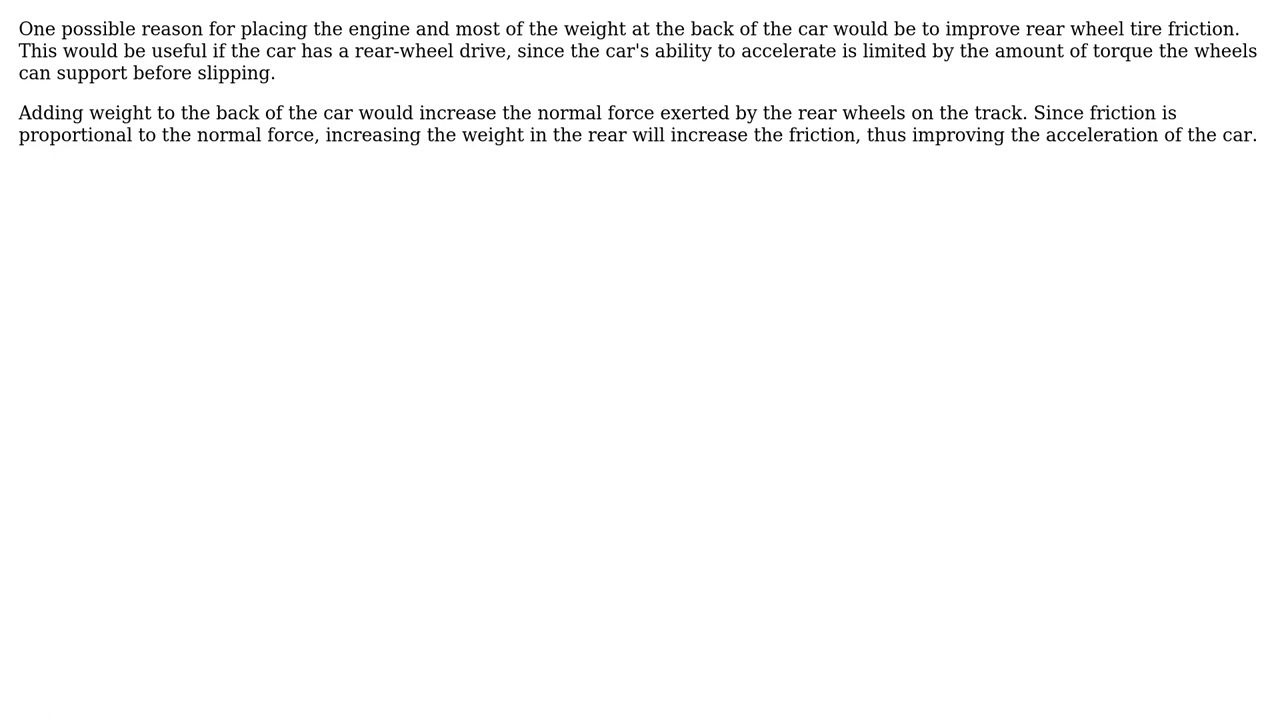 One possible reason for placing the engine and most of the weight at the back of the car would be to improve rear wheel tire friction.
This would be useful if the car has a rear-wheel drive, since the car's ability to accelerate is limited by the amount of torque the wheels
can support before slipping.
Adding weight to the back of the car would increase the normal force exerted by the rear wheels on the track. Since friction is
proportional to the normal force, increasing the weight in the rear will increase the friction, thus improving the acceleration of the car.